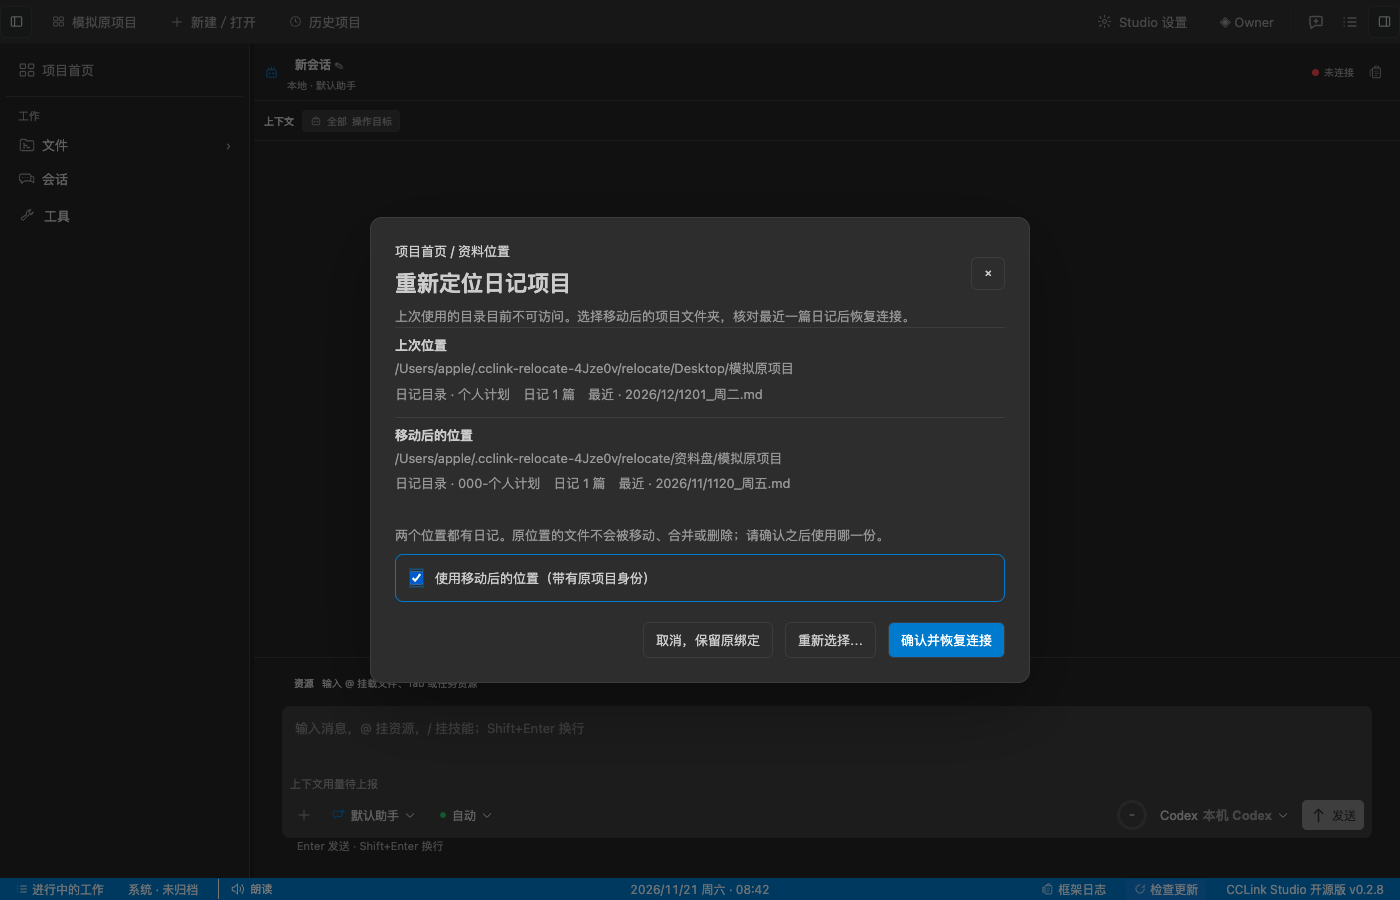 模拟原项目
新建 / 打开
历史项目
Studio 设置
Owner
项目首页
工作
文件
会话
工具
新会话
本地 · 默认助手
未连接
上下文
全部 操作目标
项目首页 / 资料位置
重新定位日记项目
×
上次使用的目录目前不可访问。选择移动后的项目文件夹，核对最近一篇日记后恢复连接。
上次位置
/Users/apple/.cclink-relocate-4Jze0v/relocate/Desktop/模拟原项目
日记目录 · 个人计划 日记 1 篇 最近 · 2026/12/1201_周二.md
移动后的位置
/Users/apple/.cclink-relocate-4Jze0v/relocate/资料盘/模拟原项目
日记目录 · 000-个人计划 日记 1 篇 最近 · 2026/11/1120_周五.md
两个位置都有日记。原位置的文件不会被移动、合并或删除；请确认之后使用哪一份。
使用移动后的位置（带有原项目身份）
取消，保留原绑定
重新选择...
确认并恢复连接
资源 输入 @ 挂载文件、Tab 或任务资源
输入消息，@ 挂资源，/ 挂技能；Shift+Enter 换行
上下文用量待上报
默认助手
自动
-
Codex 本机 Codex
发送
Enter 发送 · Shift+Enter 换行
进行中的工作
系统 · 未归档
朗读
2026/11/21 周六 · 08:42
框架日志
检查更新
CCLink Studio 开源版 v0.2.8